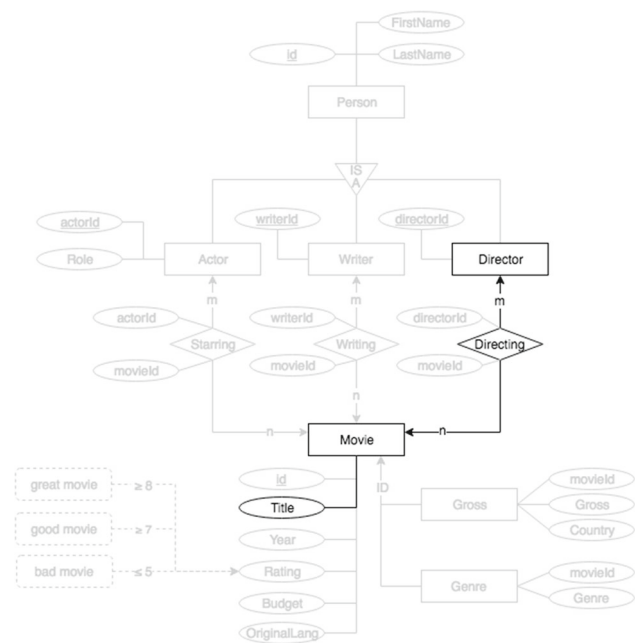 FirstName
id
LastName
Person
IS
A
actorId
writerId
directorId
Role
Actor
Writer
Director
m
m
m
actorId
writerId
directorId
Starring
Writing
Directing
movieId
movieId
movieId
n
n
n
Movie
great movie
≥ 8
id
ID
movieId
Title
Gross
Gross
good movie
≥ 7
Year
Country
bad movie
≤ 5
Rating
movieId
Budget
Genre
Genre
OriginalLang